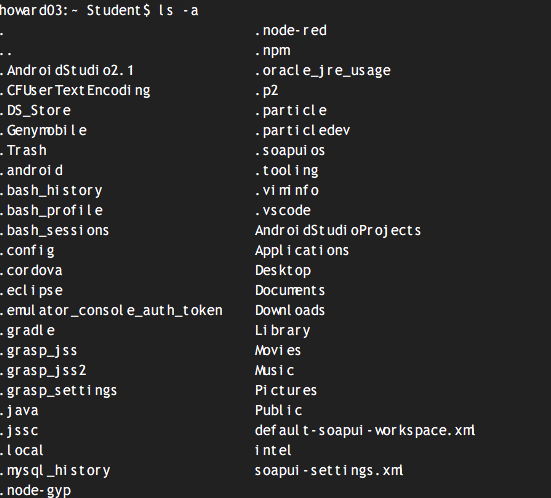 howard03:~ Student$ ls -a
. .node-red
.. .npm
.AndroidStudio2.1 .oracle_jre_usage
.CFUserTextEncoding .p2
.DS_Store .particle
.Genymobile .particledev
.Trash .soapuios
.android .tooling
.bash_history .viminfo
.bash_profile .vscode
.bash_sessions AndroidStudioProjects
.config Applications
.cordova Desktop
.eclipse Documents
.emulator_console_auth_token Downloads
.gradle Library
.grasp_jss Movies
.grasp_jss2 Music
.grasp_settings Pictures
.java Public
.jssc default-soapui-workspace.xml
.local intel
.mysql_history soapui-settings.xml
.node-gyp